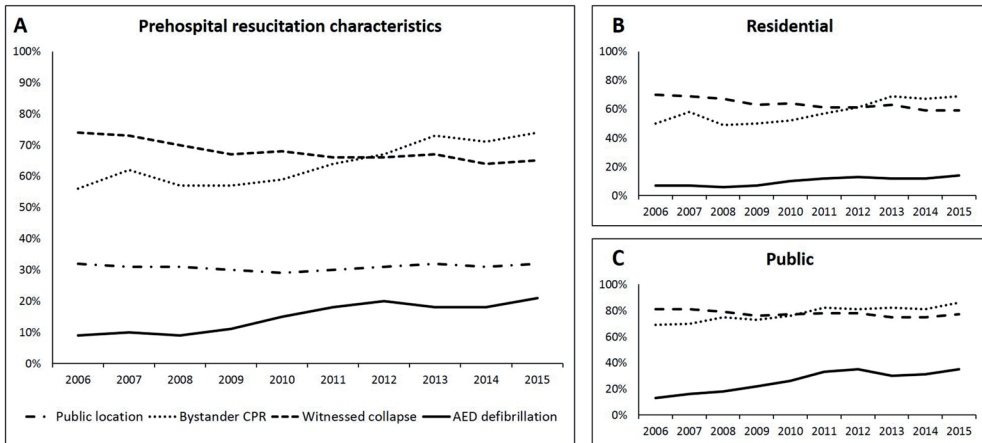 A
Prehospital resucitation characteristics
100%
90%
80%
70%
60%
50%
40%
30%
20%
10%
0%
2006 2007 2008 2009 2010 2011 2012 2013 2014 2015
Public location Bystander CPR Witnessed collapse AED defibrillation
B
Residential
100%
80%
60%
40%
20%
0%
2006 2007 2008 2009 2010 2011 2012 2013 2014 2015
C
Public
100%
80%
60%
40%
20%
0%
2006 2007 2008 2009 2010 2011 2012 2013 2014 2015